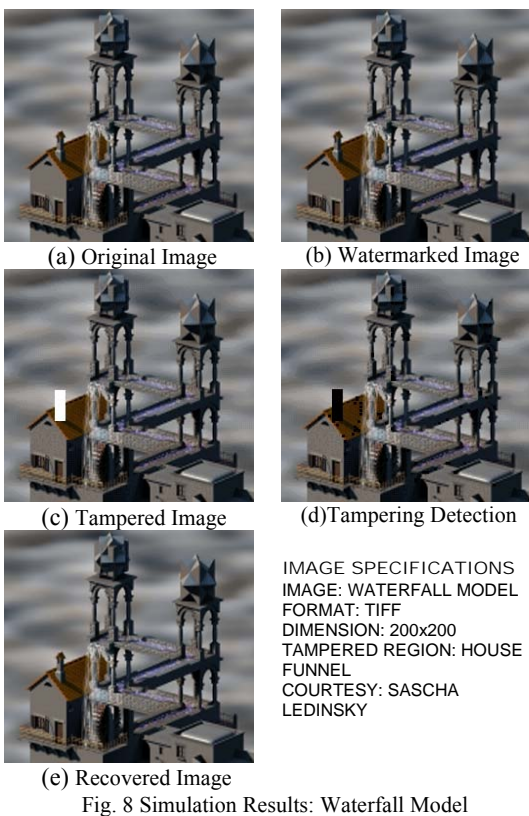 (a) Original Image
(b) Watermarked Image
(c) Tampered Image
(d)Tampering Detection
IMAGE SPECIFICATIONS
IMAGE: WATERFALL MODEL
FORMAT: TIFF
DIMENSION: 200x200
TAMPERED REGION: HOUSE
FUNNEL
COURTESY: SASCHA
LEDINSKY
(e) Recovered Image
Fig. 8 Simulation Results: Waterfall Model